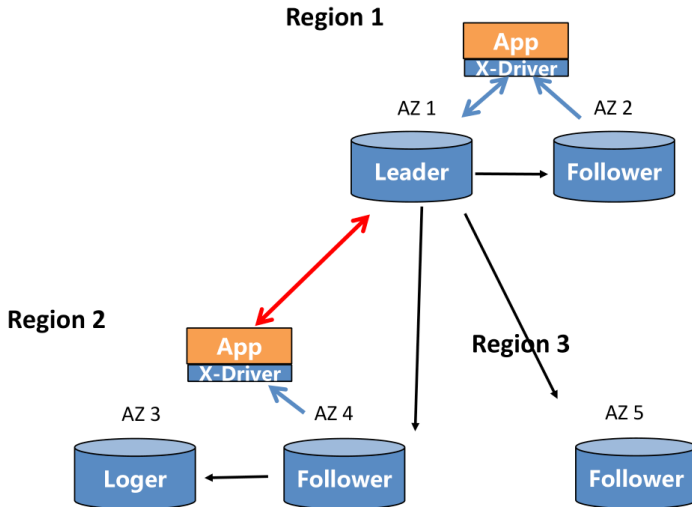 Region 1
App
X-Driver
AZ 1
AZ 2
Leader
Follower
Region 2
App
X-Driver
Region 3
AZ 3
AZ 4
AZ 5
Loger
Follower
Follower